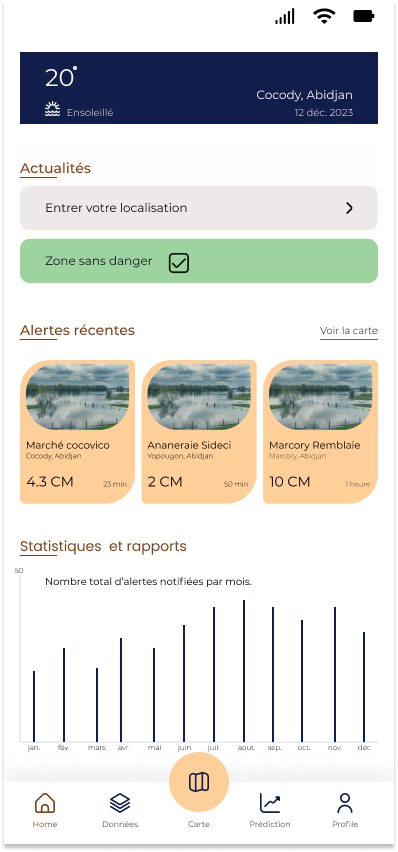 20°
Ensoleillé
Cocody, Abidjan
12 déc. 2023
Actualités
Entrer votre localisation
Zone sans danger
Alertes récentes
Voir la carte
Marché cocovico
Cocody, Abidjan
4.3 CM
23 min
Ananeraie Sideci
Yopougon, Abidjan
2 CM
50 min
Marcory Remblaie
Marcory, Abidjan
10 CM
1 heure
Statistiques et rapports
50
Nombre total d'alertes notifiées par mois.
jan. fév. mars avr. mai juin juil. aout sep. oct. nov. déc
Home Données Carte Prédiction Profile